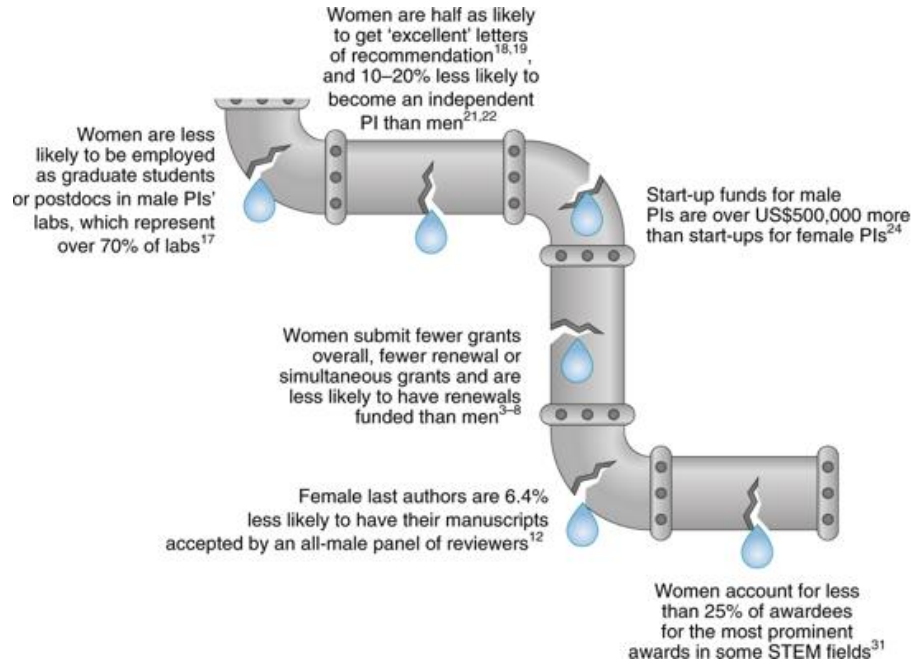 Women are half as likely
to get ‘excellent’ letters
of recommendation18,19,
and 10–20% less likely to
become an independent
PI than men21,22
Women are less
likely to be employed
as graduate students
or postdocs in male PIs’
labs, which represent
over 70% of labs17
Start-up funds for male
PIs are over US$500,000 more
than start-ups for female PIs24
Women submit fewer grants
overall, fewer renewal or
simultaneous grants and are
less likely to have renewals
funded than men3–8
Female last authors are 6.4%
less likely to have their manuscripts
accepted by an all-male panel of reviewers12
Women account for less
than 25% of awardees
for the most prominent
awards in some STEM fields31